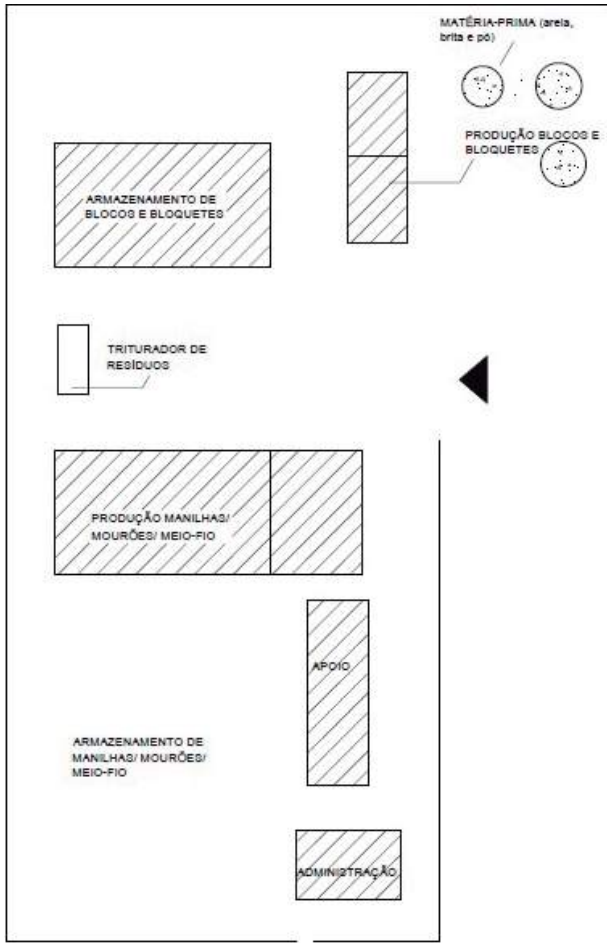 MATÉRIA-PRIMA (areia,
brita e pó)
PRODUÇÃO BLOCOS E
BLOQUETES
ARMAZENAMENTO DE
BLOCOS E BLOQUETES
TRITURADOR DE
RESÍDUOS
PRODUÇÃO MANILHAS/
MOURÕES/ MEIO-FIO
APOIO
ARMAZENAMENTO DE
MANILHAS/ MOURÕES/
MEIO-FIO
ADMINISTRAÇÃO